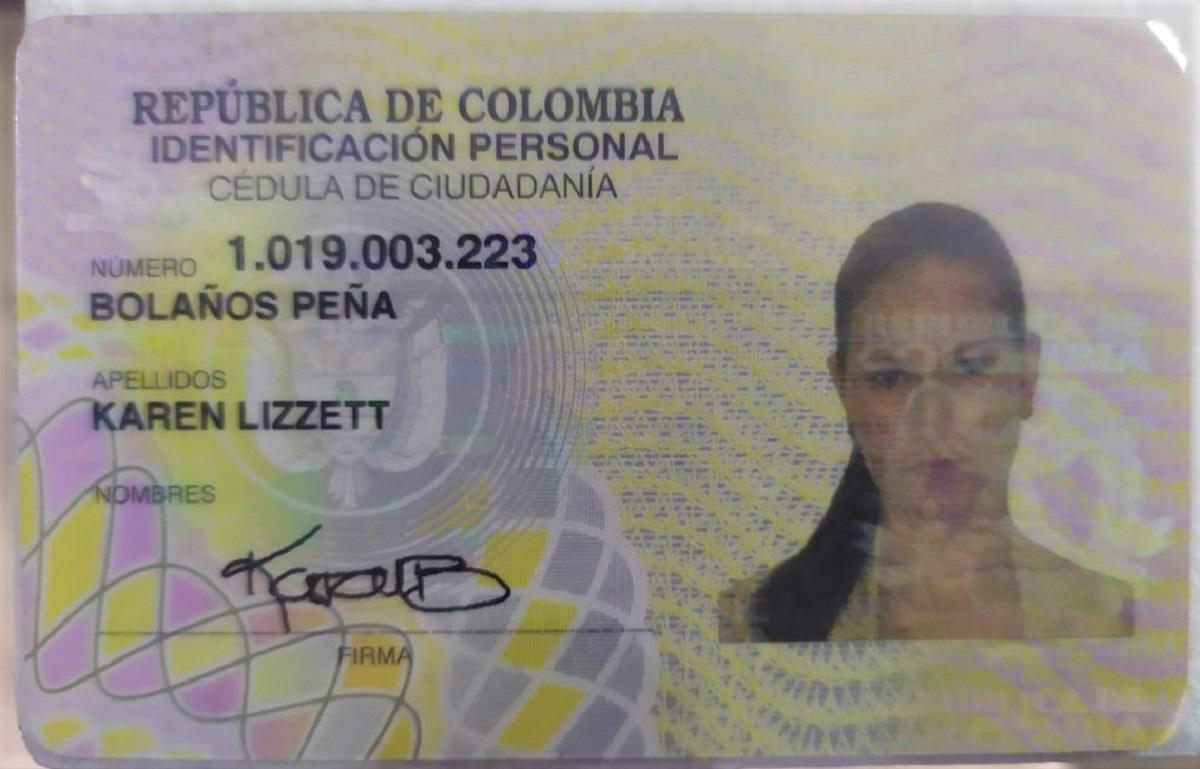 REPÚBLICA DE COLOMBIA
IDENTIFICACIÓN PERSONAL
CÉDULA DE CIUDADANÍA
NÚMERO 1.019.003.223
BOLAÑOS PEÑA
APELLIDOS
KAREN LIZZETT
NOMBRES
KarenB
FIRMA